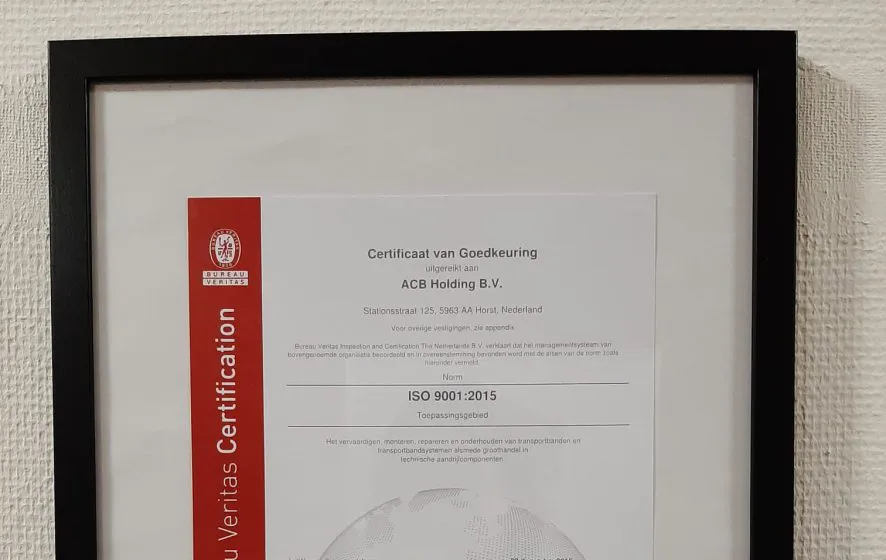 BUREAU
VERITAS
Veritas Certification
Certificaat van Goedkeuring
uitgereikt aan
ACB Holding B.V.
Stationsstraat 125, 5963 AA Horst, Nederland
Voor overige vestigingen, zie appendix
Bureau Veritas Inspection and Certification The Netherlands B.V. verklaart dat het managementsysteem van
bovengenoemde organisatie beoordeeld en in overeenstemming bevonden word met de eisen van de norm zoals
hieronder vermeld.
Norm
ISO 9001:2015
Toepassingsgebied
Het vervaardigen, monteren, repareren en onderhouden van transportbanden en
transportbandsystemen alsmede groothandel in
technische aandrijfcomponenten